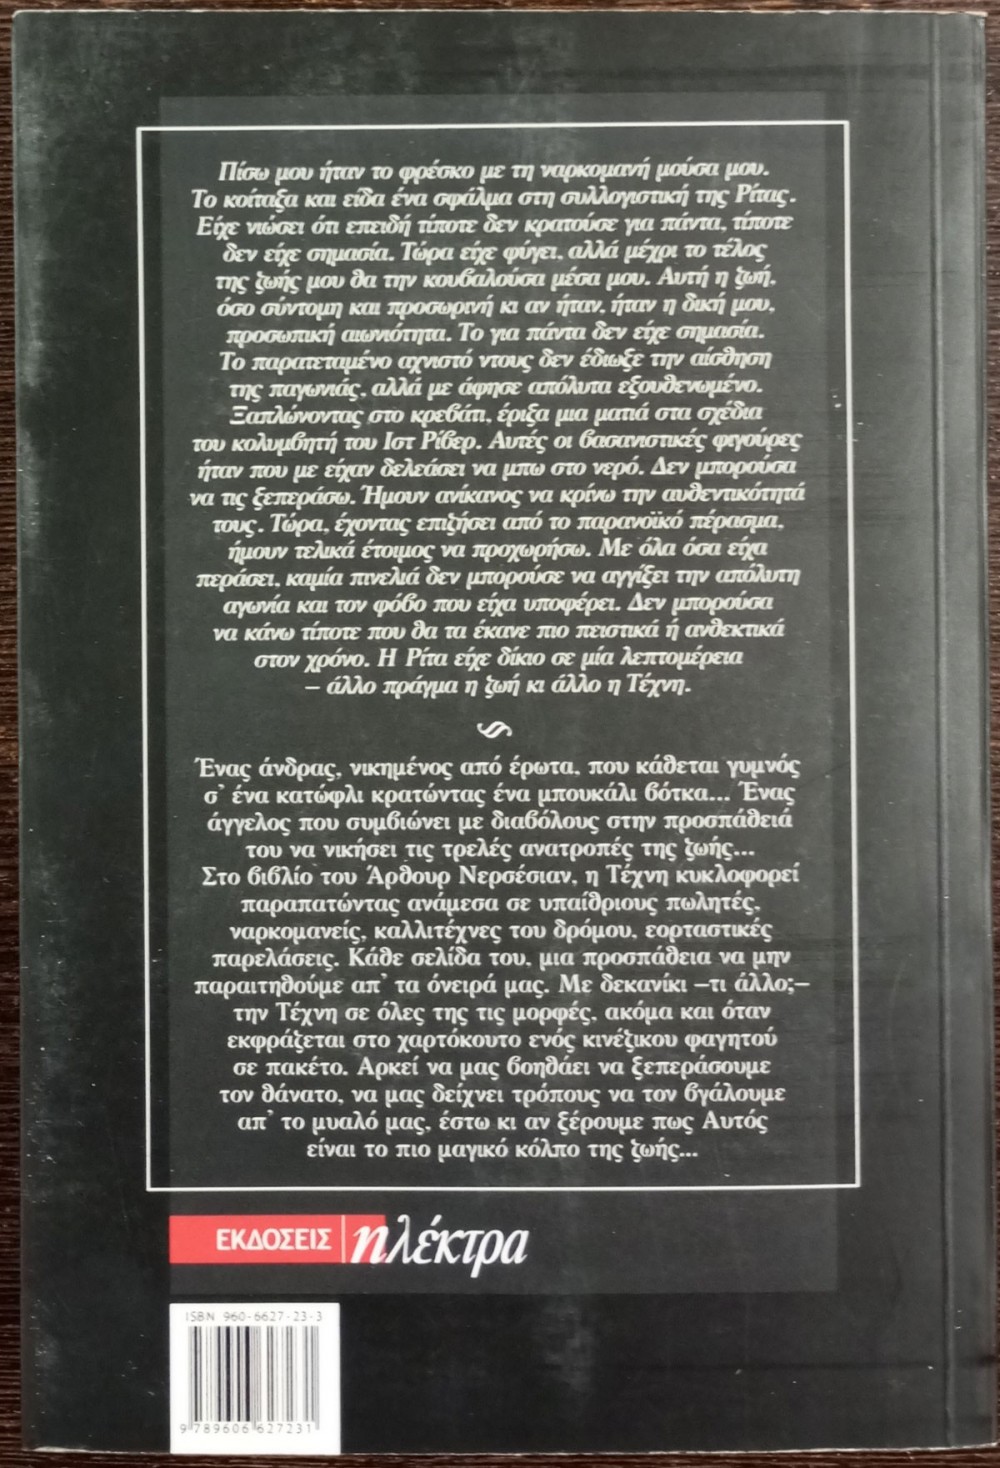 Πίσω μου ήταν το φρέσκο με τη ναρκομανή μούσα μου.
Το κοίταξα και είδα ένα σφάλμα στη συλλογιστική της Ρίτας.
Είχε νιώσει ότι επειδή τίποτε δεν κρατούσε για πάντα, τίποτε
δεν είχε σημασία. Τώρα είχε φύγει, αλλά μέχρι το τέλος
της ζωής μου θα την κουβαλούσα μέσα μου. Αυτή η ζωή,
όσο σύντομη και προσωρινή κι αν ήταν, ήταν η δική μου,
προσωπική αιωνιότητα. Το για πάντα δεν είχε σημασία.
Το παρατεταμένο αχνιστό ντους δεν έδιωξε την αίσθηση
της παγωνιάς, αλλά με άφησε απόλυτα εξουθενωμένο.
Ξαπλώνοντας στο κρεβάτι, έριξα μια ματιά στα σχέδια
του κολυμβητή του Ιστ Ρίβερ. Αυτές οι βασανιστικές φιγούρες
ήταν που με είχαν δελεάσει να μπω στο νερό. Δεν μπορούσα
να τις ξεπεράσω. Ήμουν ανίκανος να κρίνω την αυθεντικότητά
τους. Τώρα, έχοντας επιζήσει από το παρανοϊκό πέρασμα,
ήμουν τελικά έτοιμος να προχωρήσω. Με όλα όσα είχα
περάσει, καμία πινελιά δεν μπορούσε να αγγίξει την απόλυτη
αγωνία και τον φόβο που είχα υποφέρει. Δεν μπορούσα
να κάνω τίποτε που θα τα έκανε πιο πειστικά ή ανθεκτικά
στον χρόνο. Η Ρίτα είχε δίκιο σε μία λεπτομέρεια
– άλλο πράγμα η ζωή κι άλλο η Τέχνη.
Ένας άνδρας, νικημένος από έρωτα, που κάθεται γυμνός
σ' ένα κατώφλι κρατώντας ένα μπουκάλι βότκα... Ένας
άγγελος που συμβιώνει με διαβόλους στην προσπάθειά
του να νικήσει τις τρελές ανατροπές της ζωής...
Στο βιβλίο του Άρθουρ Νερσέσιαν, η Τέχνη κυκλοφορεί
παραπατώντας ανάμεσα σε υπαίθριους πωλητές,
ναρκομανείς, καλλιτέχνες του δρόμου, εορταστικές
παρελάσεις. Κάθε σελίδα του, μια προσπάθεια να μην
παραιτηθούμε απ' τα όνειρά μας. Με δεκανίκι –τι άλλο;–
την Τέχνη σε όλες της τις μορφές, ακόμα και όταν
εκφράζεται στο χαρτόκουτο ενός κινέζικου φαγητού
σε πακέτο. Αρκεί να μας βοηθάει να ξεπεράσουμε
τον θάνατο, να μας δείχνει τρόπους να τον βγάλουμε
απ' το μυαλό μας, έστω κι αν ξέρουμε πως Αυτός
είναι το πιο μαγικό κόλπο της ζωής...
ΕΚΔΟΣΕΙΣ ηλέκτρα
ISBN 960-6627-23-3
9 789606 627231